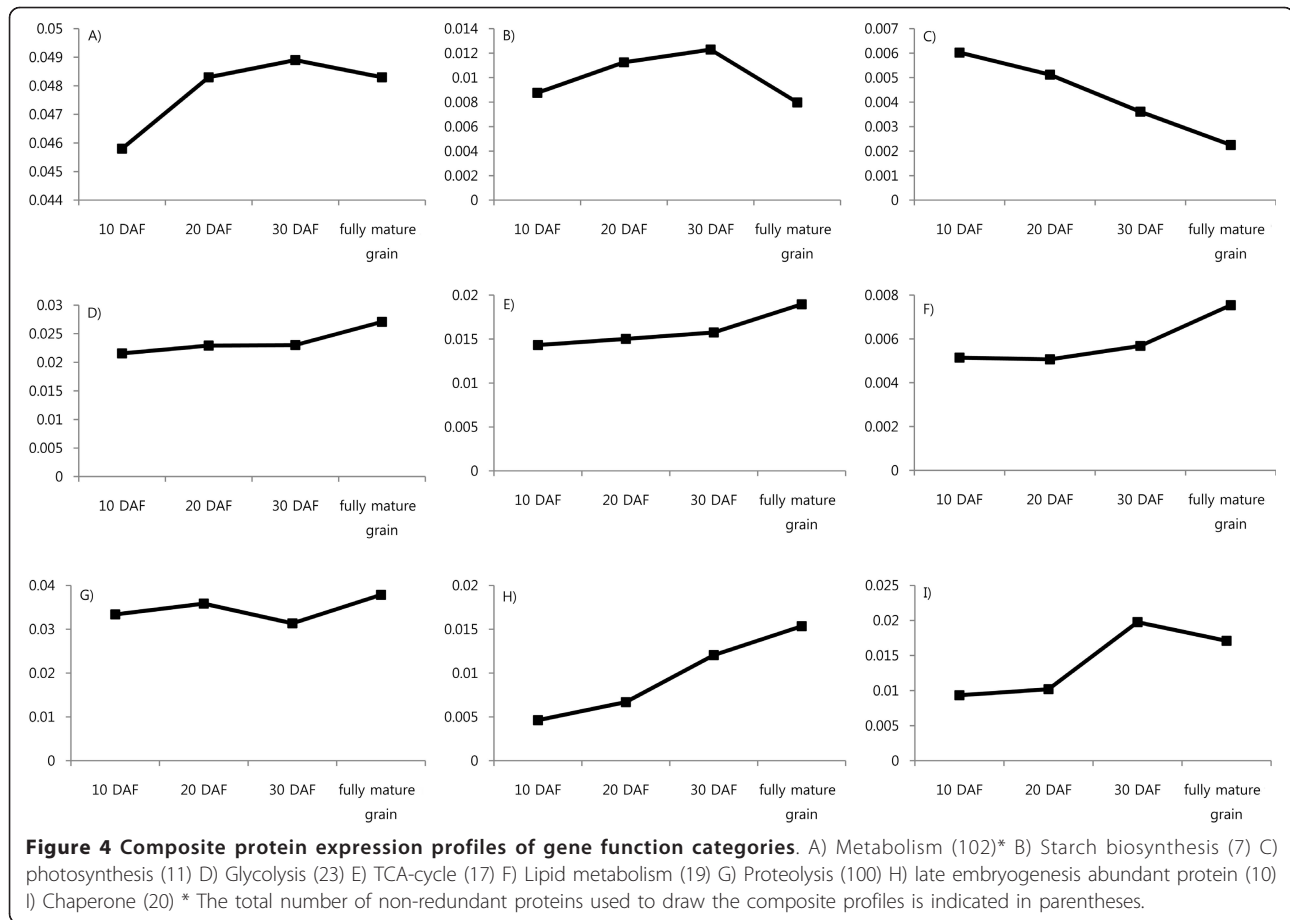 A)
0.05
0.049
0.048
0.047
0.046
0.045
0.044
10 DAF 20 DAF 30 DAF fully mature
grain
B)
0.014
0.012
0.01
0.008
0.006
0.004
0.002
0
10 DAF 20 DAF 30 DAF fully mature
grain
C)
0.007
0.006
0.005
0.004
0.003
0.002
0.001
0
10 DAF 20 DAF 30 DAF fully mature
grain
D)
0.03
0.025
0.02
0.015
0.01
0.005
0
10 DAF 20 DAF 30 DAF fully mature
grain
E)
0.02
0.015
0.01
0.005
0
10 DAF 20 DAF 30 DAF fully mature
grain
F)
0.008
0.006
0.004
0.002
0
10 DAF 20 DAF 30 DAF fully mature
grain
G)
0.04
0.03
0.02
0.01
0
10 DAF 20 DAF 30 DAF fully mature
grain
H)
0.02
0.015
0.01
0.005
0
10 DAF 20 DAF 30 DAF fully mature
grain
I)
0.025
0.02
0.015
0.01
0.005
0
10 DAF 20 DAF 30 DAF fully mature
grain
Figure 4 Composite protein expression profiles of gene function categories. A) Metabolism (102)* B) Starch biosynthesis (7) C)
photosynthesis (11) D) Glycolysis (23) E) TCA-cycle (17) F) Lipid metabolism (19) G) Proteolysis (100) H) late embryogenesis abundant protein (10)
I) Chaperone (20) * The total number of non-redundant proteins used to draw the composite profiles is indicated in parentheses.